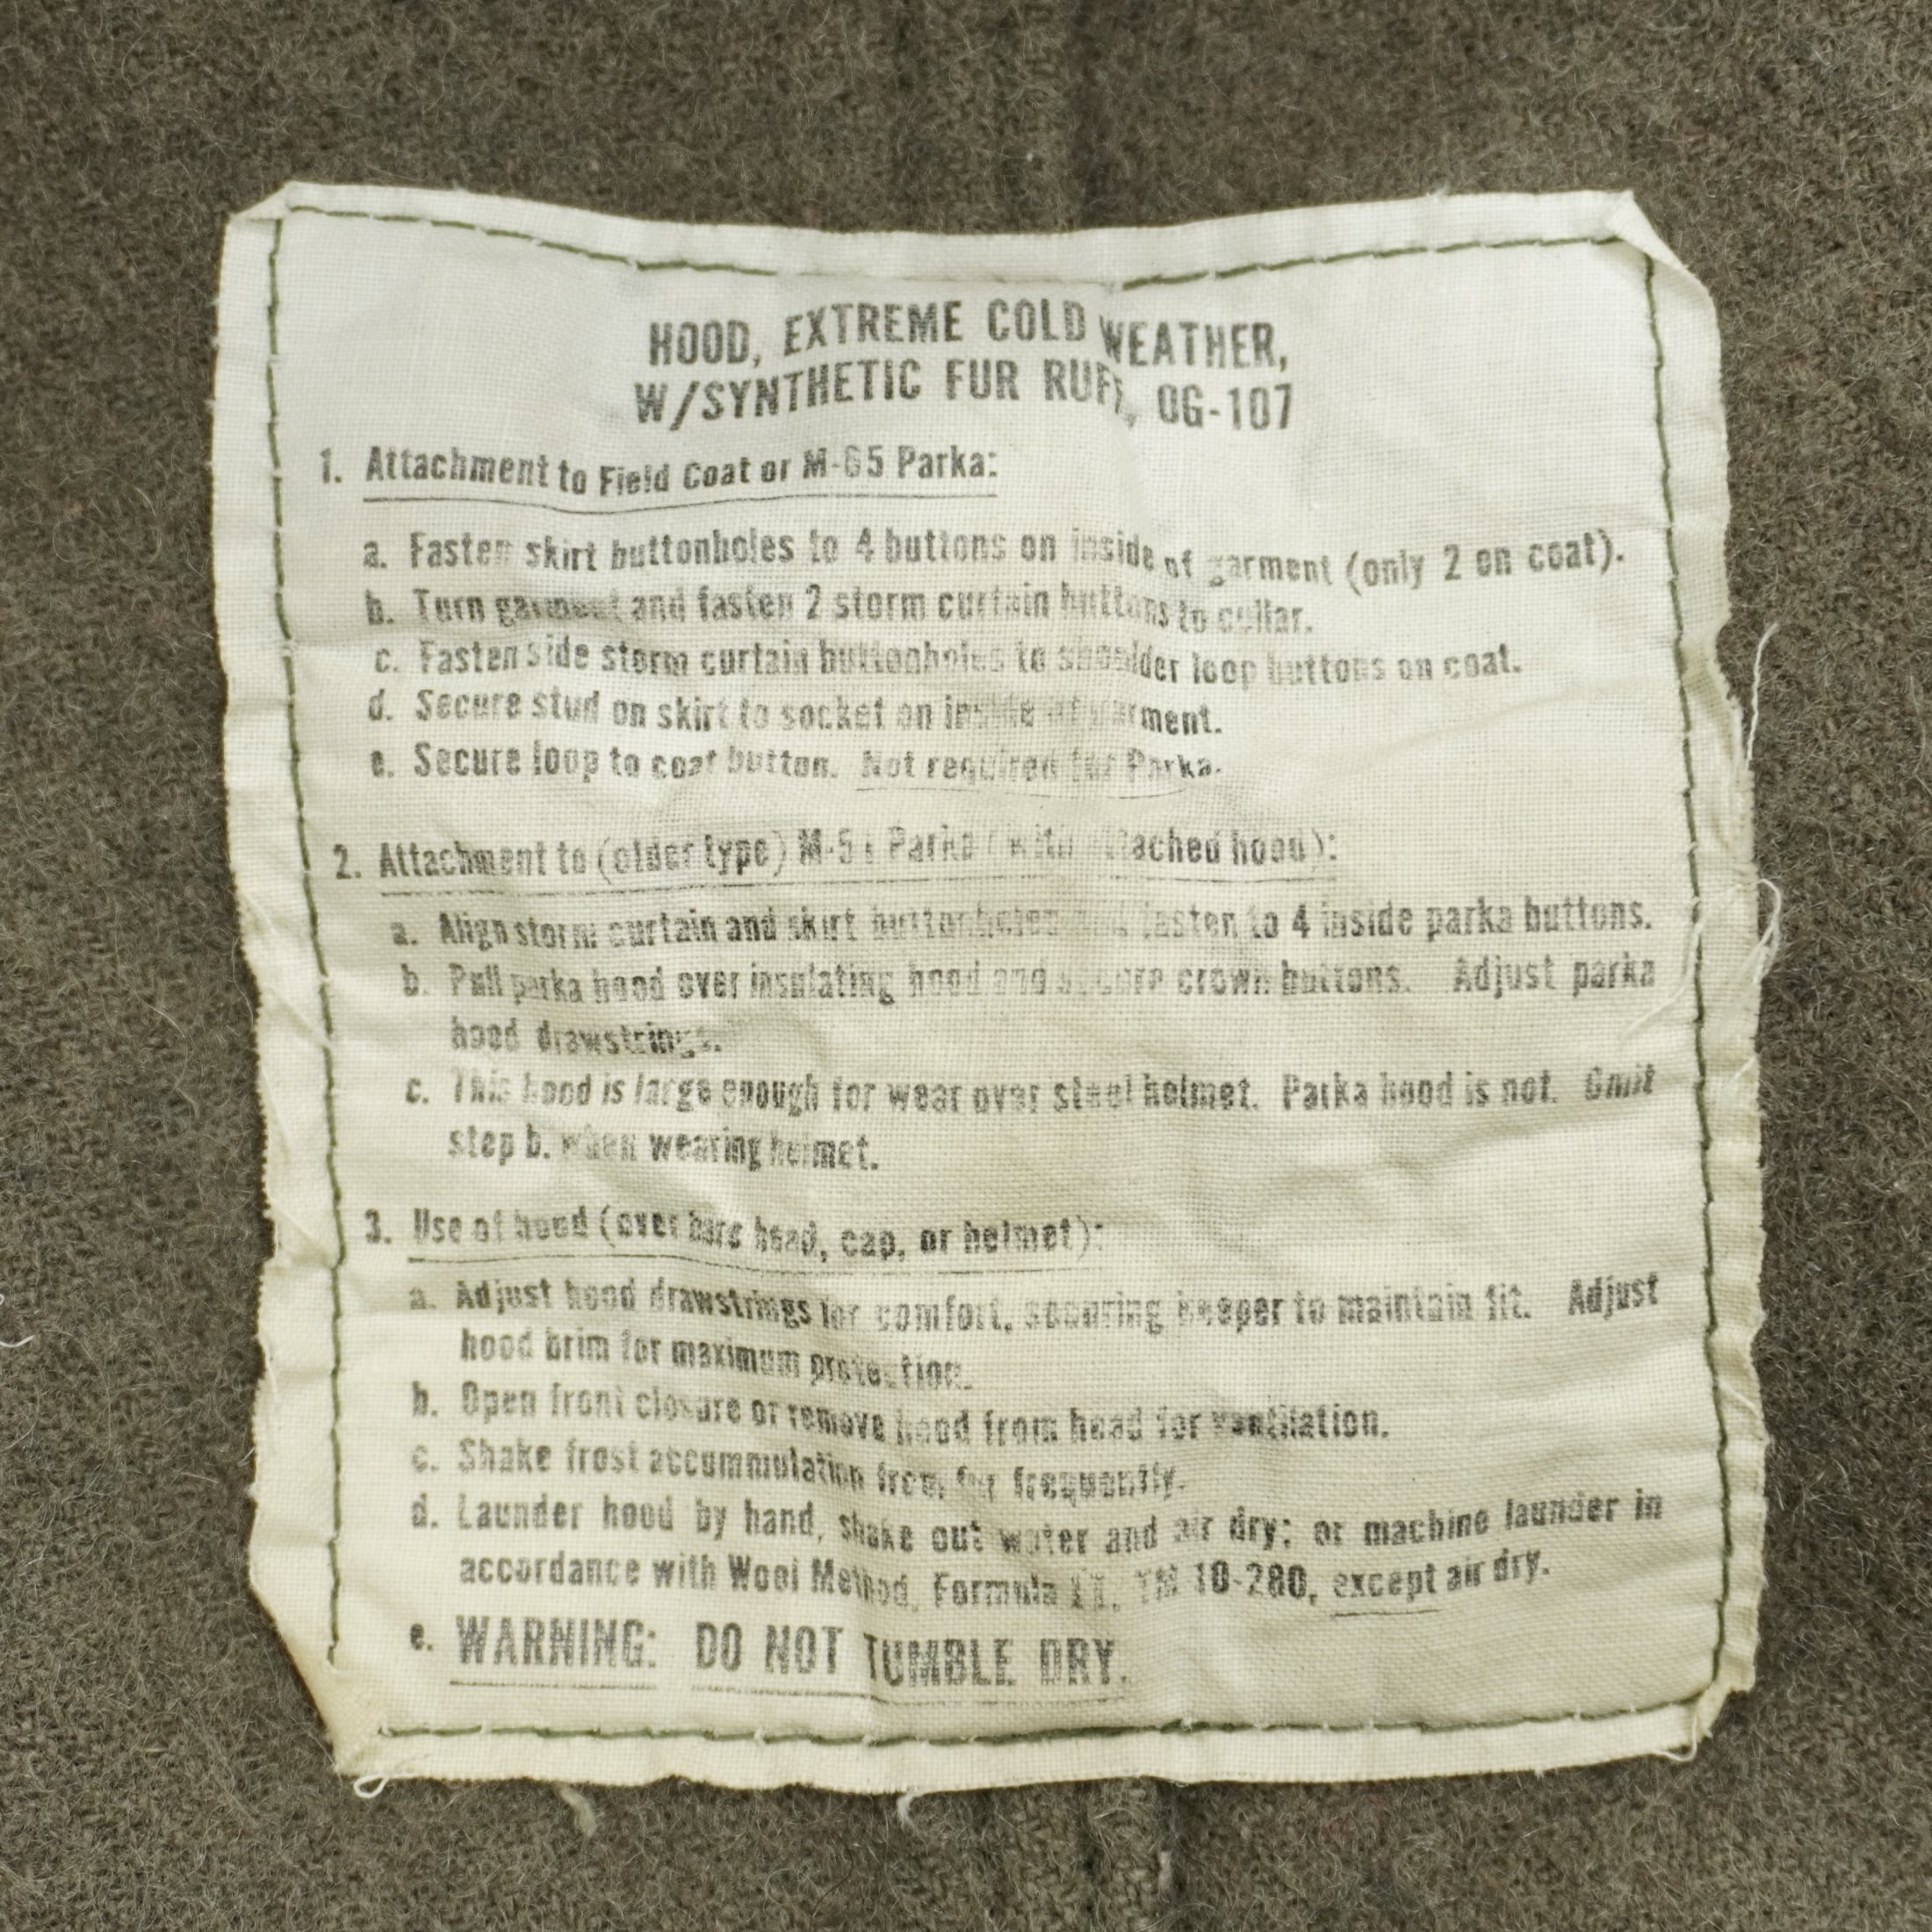 HOOD, EXTREME COLD WEATHER,
W/SYNTHETIC FUR RUFF, OG-107
1. Attachment to Field Coat or M-65 Parka:
a. Fasten skirt buttonholes to 4 buttons on inside of garment (only 2 on coat).
b. Turn garment and fasten 2 storm curtain buttons to collar.
c. Fasten side storm curtain buttonholes to shoulder loop buttons on coat.
d. Secure stud on skirt to socket on inside of garment.
e. Secure loop to coat button. Not required for Parka.
2. Attachment to (older type) Parka (with attached hood):
a. Align storm curtain and skirt buttonholes and fasten to 4 inside parka buttons.
b. Pull parka hood over insulating hood and secure crown buttons. Adjust parka
hood drawstrings.
c. This hood is large enough for wear over steel helmet. Parka hood is not. Omit
step b. when wearing helmet.
3. Use of hood (over bare head, cap, or helmet):
a. Adjust hood drawstrings for comfort, securing keeper to maintain fit. Adjust
hood brim for maximum protection.
b. Open front closure or remove hood from head for ventilation.
c. Shake frost accummulation from fur frequently.
d. Launder hood by hand, shake out water and air dry; or machine launder in
accordance with Wool Method, Formula II, TM 10-280, except air dry.
e. WARNING: DO NOT TUMBLE DRY.